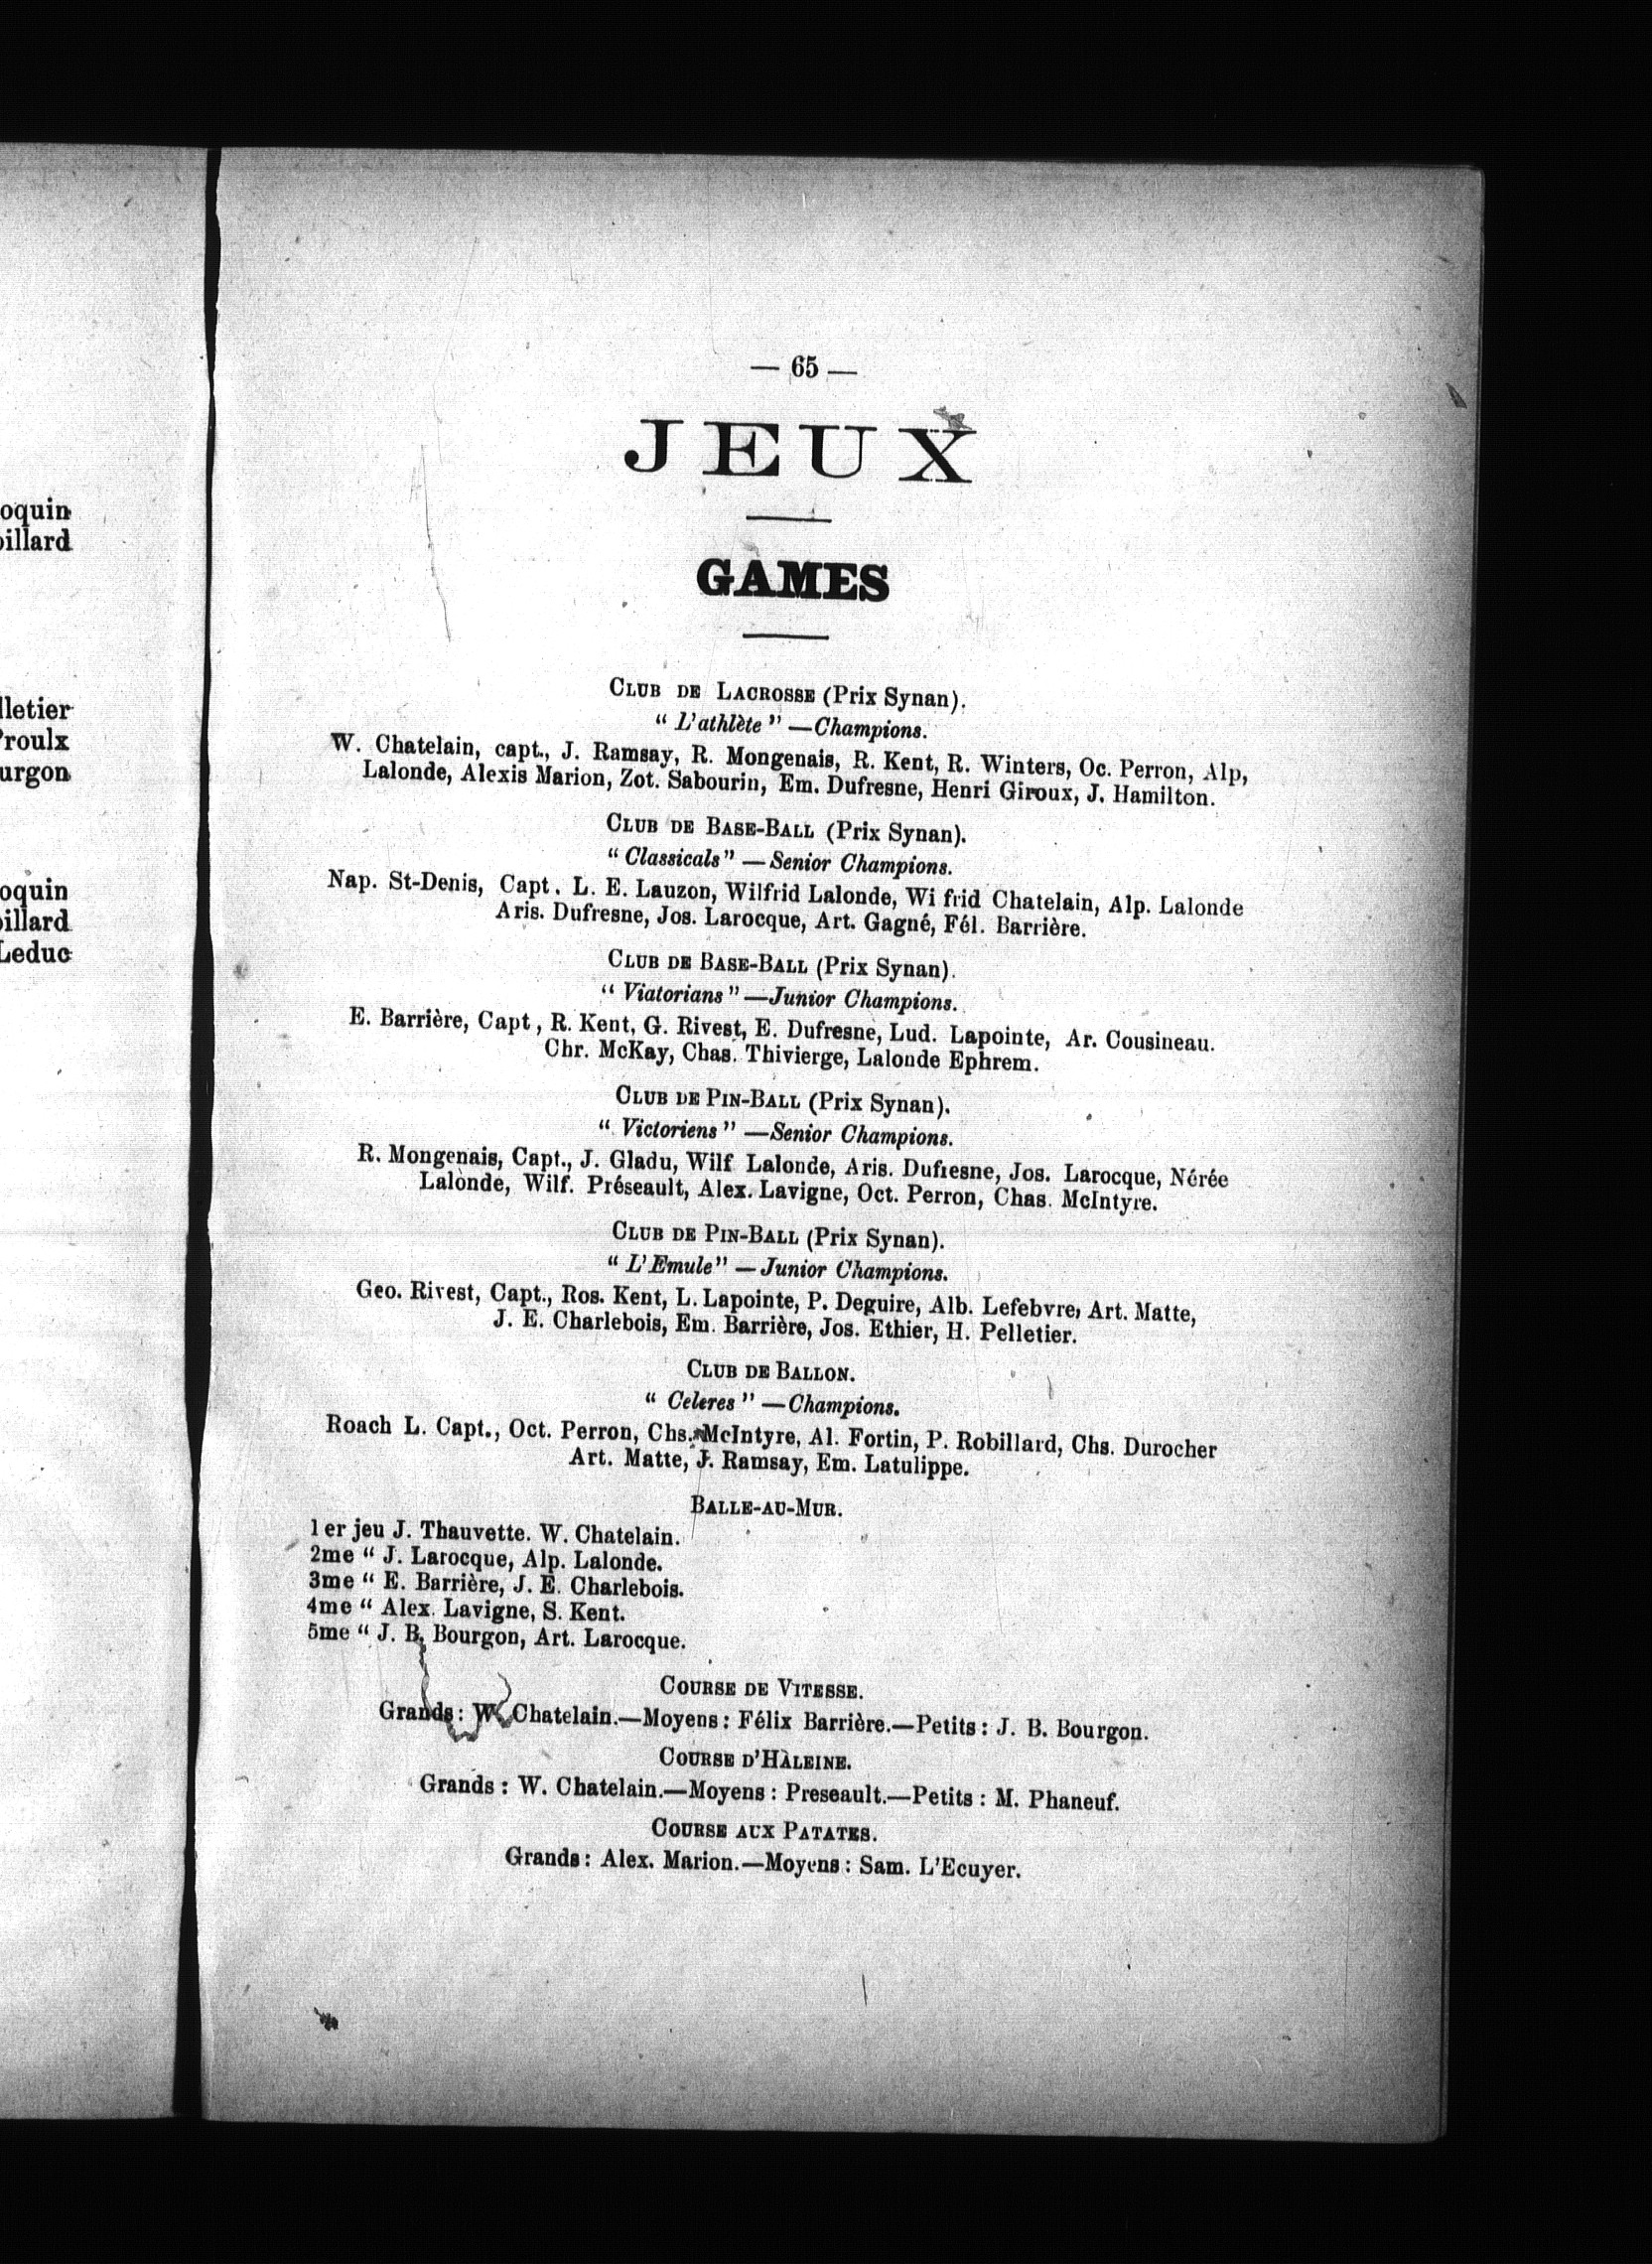 oquin
billard
lletier
Proulx
urgon
oquin
billard
Leduc
— 65 —
JEUX
GAMES
CLUB DE LACROSSE (Prix Synan).
“ L'athlète ” —Champions.
W. Chatelain, capt., J. Ramsay, R. Mongenais, R. Kent, R. Winters, Oc. Perron, Alp,
Lalonde, Alexis Marion, Zot. Sabourin, Em. Dufresne, Henri Giroux, J. Hamilton.
CLUB DE BASE-BALL (Prix Synan).
“ Classicals ” — Senior Champions.
Nap. St-Denis, Capt. L. E. Lauzon, Wilfrid Lalonde, Wi frid Chatelain, Alp. Lalonde
Aris. Dufresne, Jos. Larocque, Art. Gagné, Fél. Barrière.
CLUB DE BASE-BALL (Prix Synan).
“ Viatorians ” —Junior Champions.
E. Barrière, Capt , R. Kent, G. Rivest, E. Dufresne, Lud. Lapointe, Ar. Cousineau.
Chr. McKay, Chas. Thivierge, Lalonde Ephrem.
CLUB DE PIN-BALL (Prix Synan).
“ Victoriens ” —Senior Champions.
R. Mongenais, Capt., J. Gladu, Wilf Lalonde, Aris. Dufresne, Jos. Larocque, Nérée
Lalonde, Wilf. Préseault, Alex. Lavigne, Oct. Perron, Chas. McIntyre.
CLUB DE PIN-BALL (Prix Synan).
“ L'Emule ” — Junior Champions.
Geo. Rivest, Capt., Ros. Kent, L. Lapointe, P. Deguire, Alb. Lefebvre, Art. Matte,
J. E. Charlebois, Em. Barrière, Jos. Ethier, H. Pelletier.
CLUB DE BALLON.
“ Celeres ” —Champions.
Roach L. Capt., Oct. Perron, Chs. McIntyre, Al. Fortin, P. Robillard, Chs. Durocher
Art. Matte, J. Ramsay, Em. Latulippe.
BALLE-AU-MUR.
1er jeu J. Thauvette. W. Chatelain.
2me “ J. Larocque, Alp. Lalonde.
3me “ E. Barrière, J. E. Charlebois.
4me “ Alex. Lavigne, S. Kent.
5me “ J. B. Bourgon, Art. Larocque.
COURSE DE VITESSE.
Grands : W. Chatelain.—Moyens : Félix Barrière.—Petits : J. B. Bourgon.
COURSE D'HALEINE.
Grands : W. Chatelain.—Moyens : Preseault.—Petits : M. Phaneuf.
COURSE AUX PATATES.
Grands : Alex. Marion.—Moyens : Sam. L'Ecuyer.